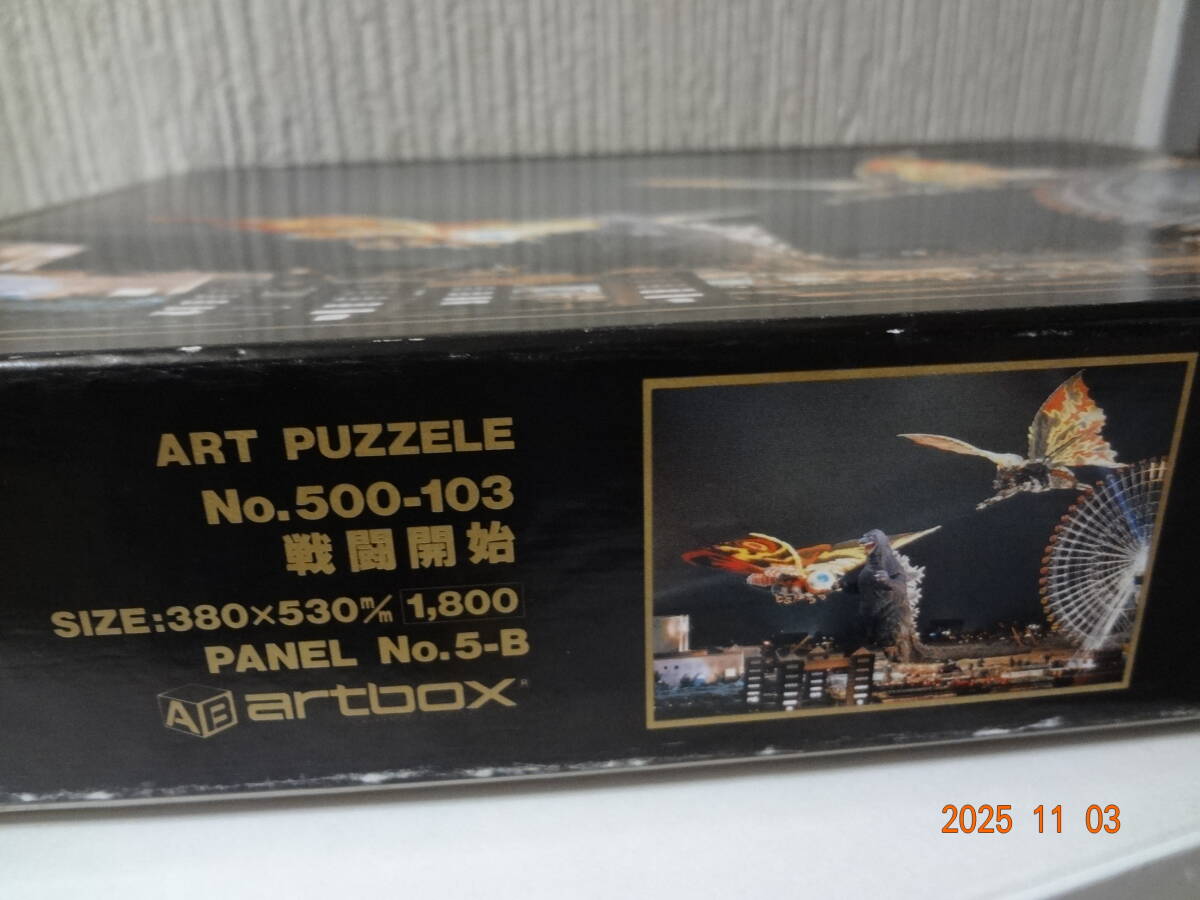 ART PUZZELE
No.500-103
戦闘開始
SIZE:380×530m/m 1,800
PANEL No.5-B
AB artbox®
2025 11 03